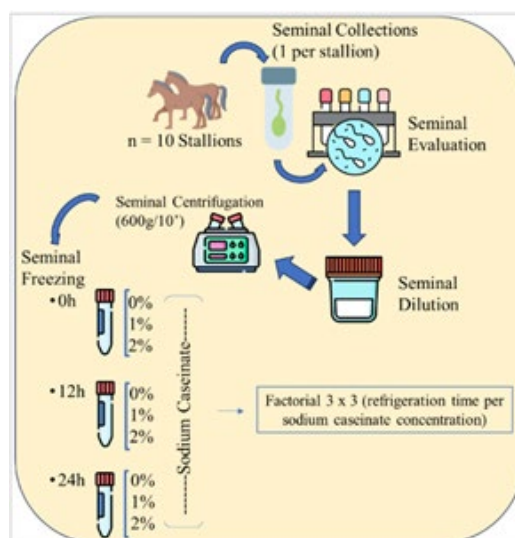 Seminal Collections
(1 per stallion)
n = 10 Stallions
Seminal
Evaluation
Seminal Dilution
Seminal Centrifugation
(600g/10')
Seminal
Freezing
•0h
0%
1%
2%
•12h
0%
1%
2%
•24h
0%
1%
2%
-----Sodium Caseinate-----
Factorial 3 x 3 (refrigeration time per
sodium caseinate concentration)